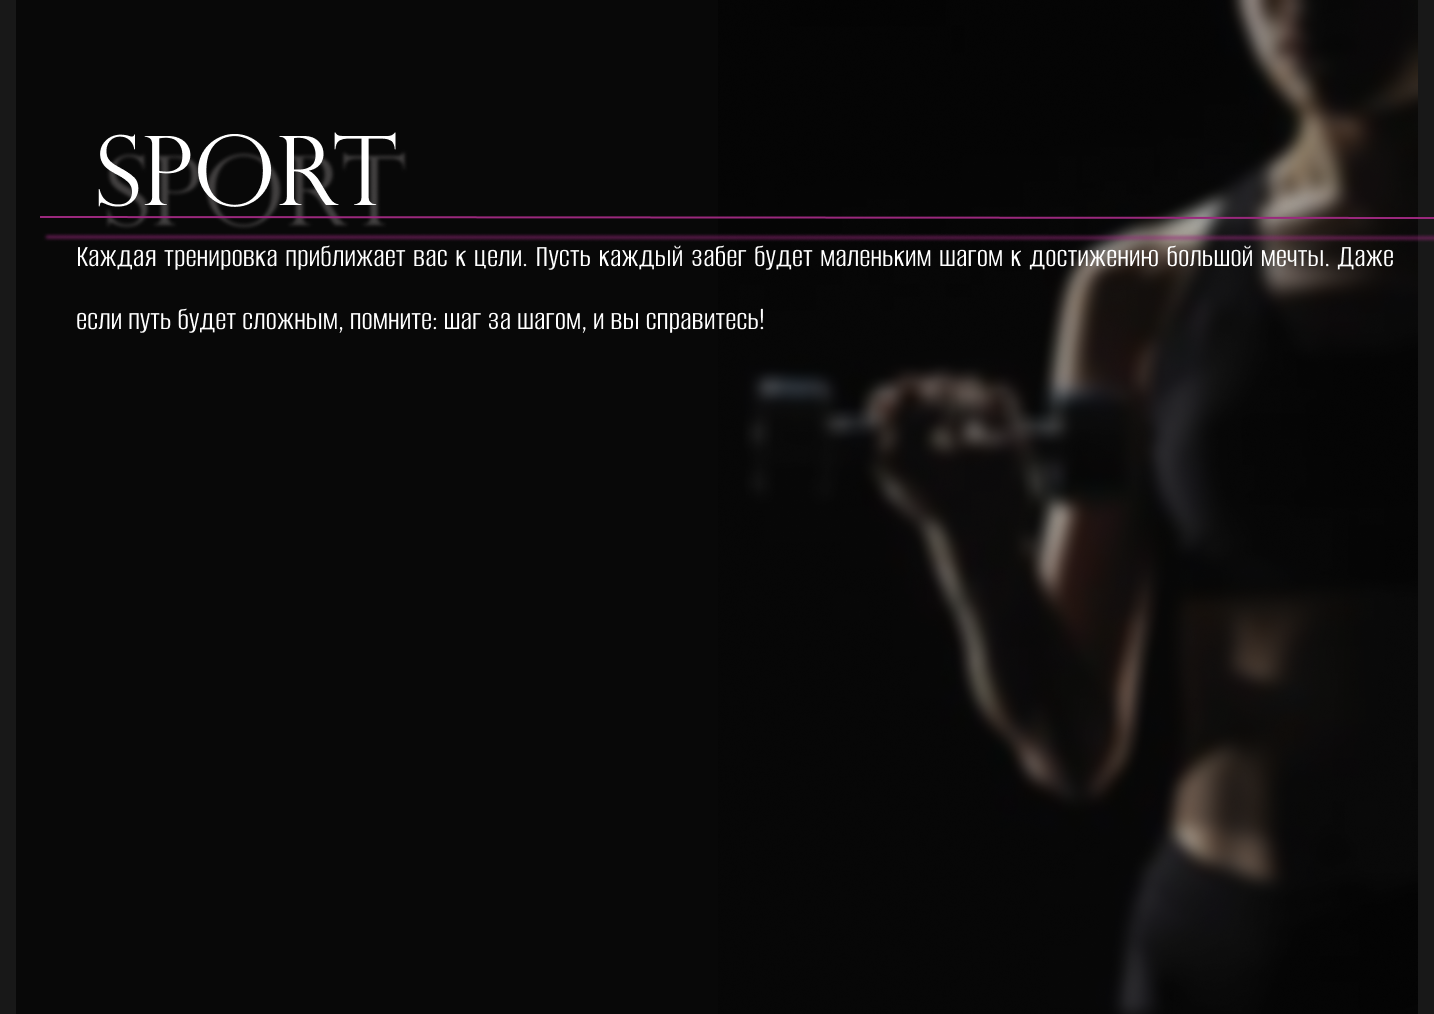 SPORT
Каждая тренировка приближает вас к цели. Пусть каждый забег будет маленьким шагом к достижению большой мечты. Даже
если путь будет сложным, помните: шаг за шагом, и вы справитесь!